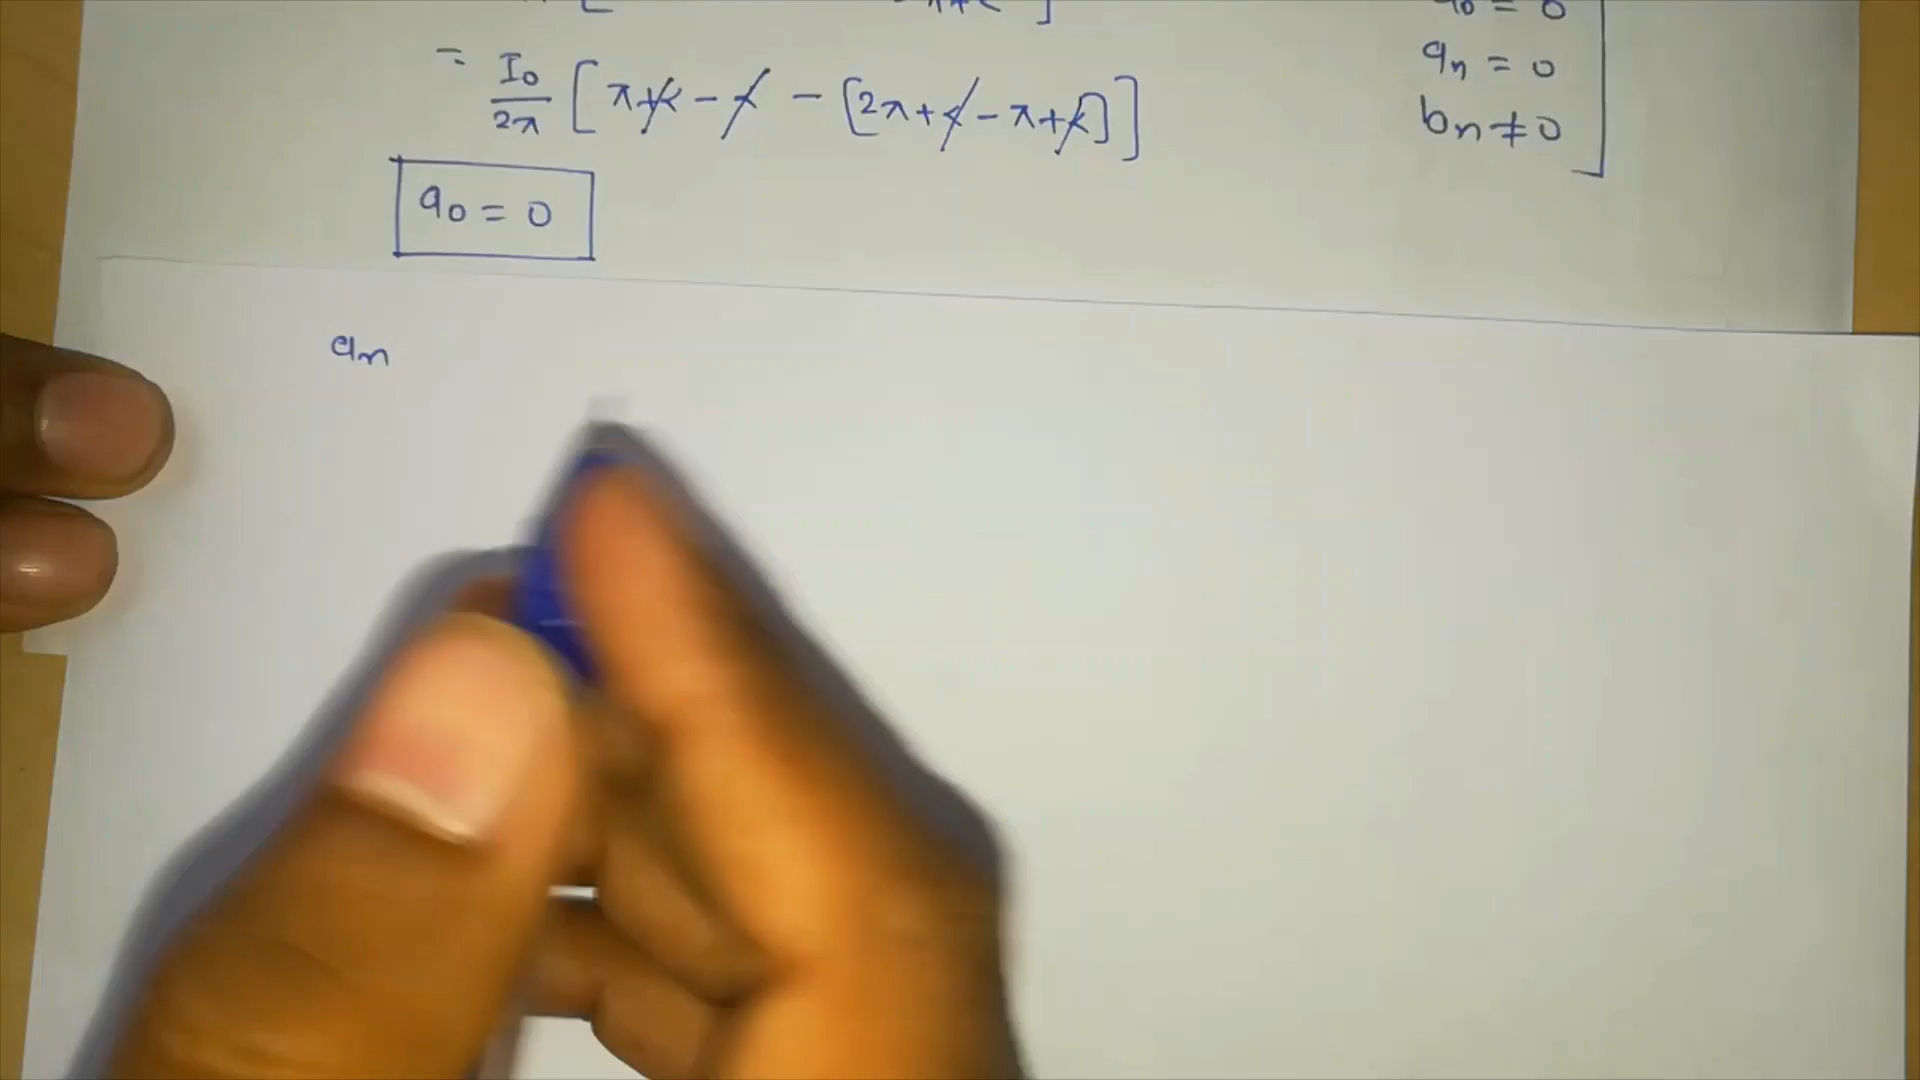 a₀ = 0
= I₀/2π [π+α-α - [2π+α-π+α]]
aₙ = 0
bₙ ≠ 0
a₀ = 0
aₙ